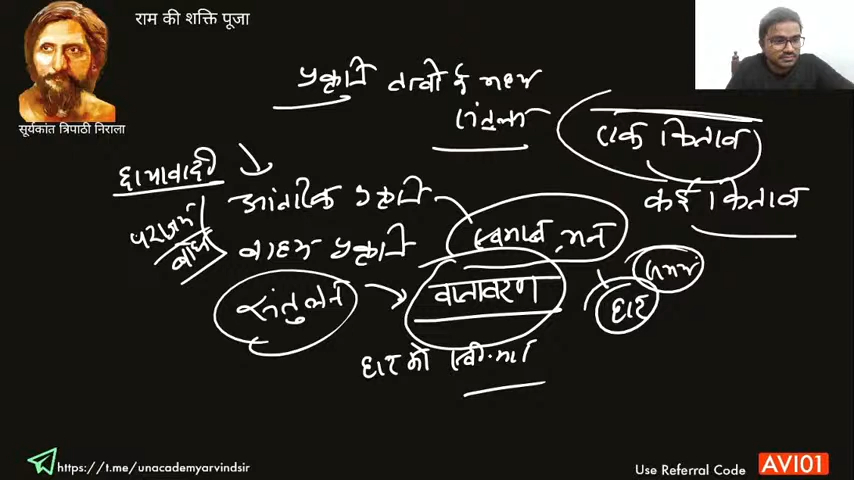 राम की शक्ति पूजा
सूर्यकांत त्रिपाठी निराला
प्रकृति तत्वों के मध्य
संतुलन
एक किताब
कई किताब
छायावादी
आंतरिक प्रकृति
बाह्य प्रकृति
स्वभाव, मन
बोध
संतुलन
वातावरण
हार
हार को स्वीकार
https://t.me/unacademyarvindsir
Use Referral Code AVI01